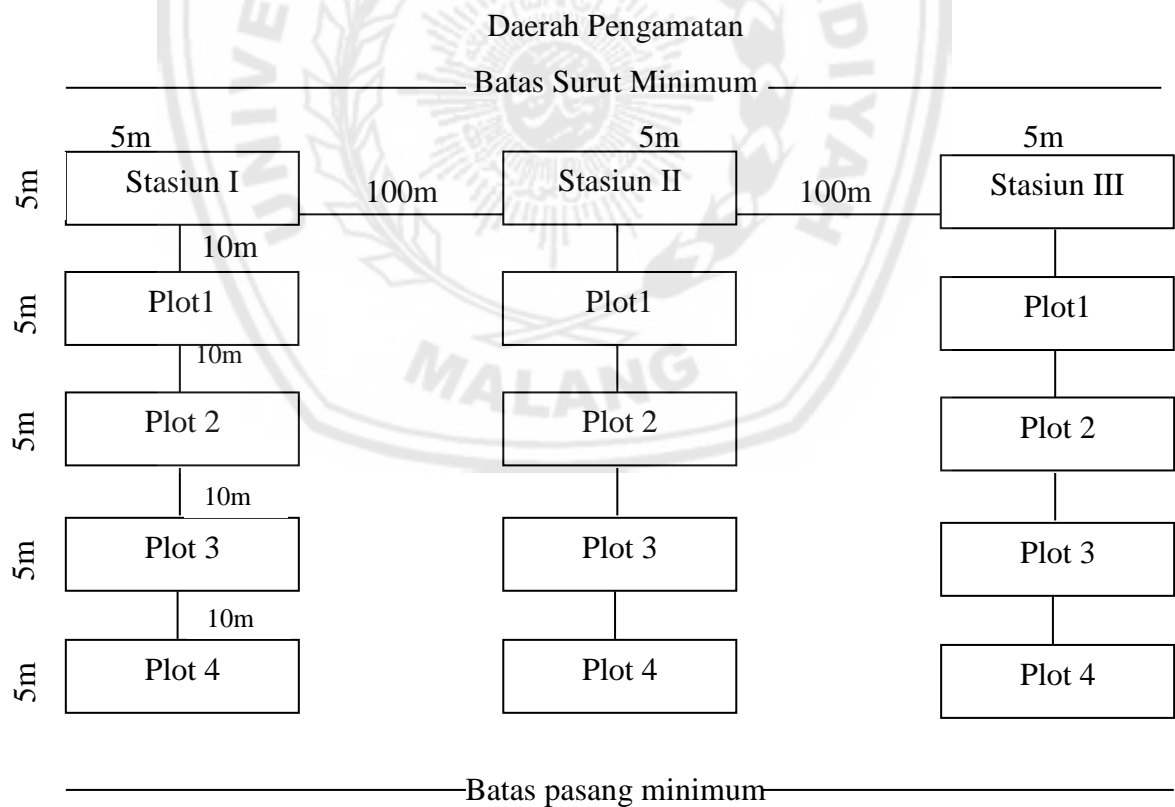 Daerah Pengamatan
Batas Surut Minimum
5m 5m 5m
5m Stasiun I 100m Stasiun II 100m Stasiun III
10m
5m Plot1 Plot1 Plot1
10m
5m Plot 2 Plot 2 Plot 2
10m
5m Plot 3 Plot 3 Plot 3
10m
5m Plot 4 Plot 4 Plot 4
Batas pasang minimum
MALANG